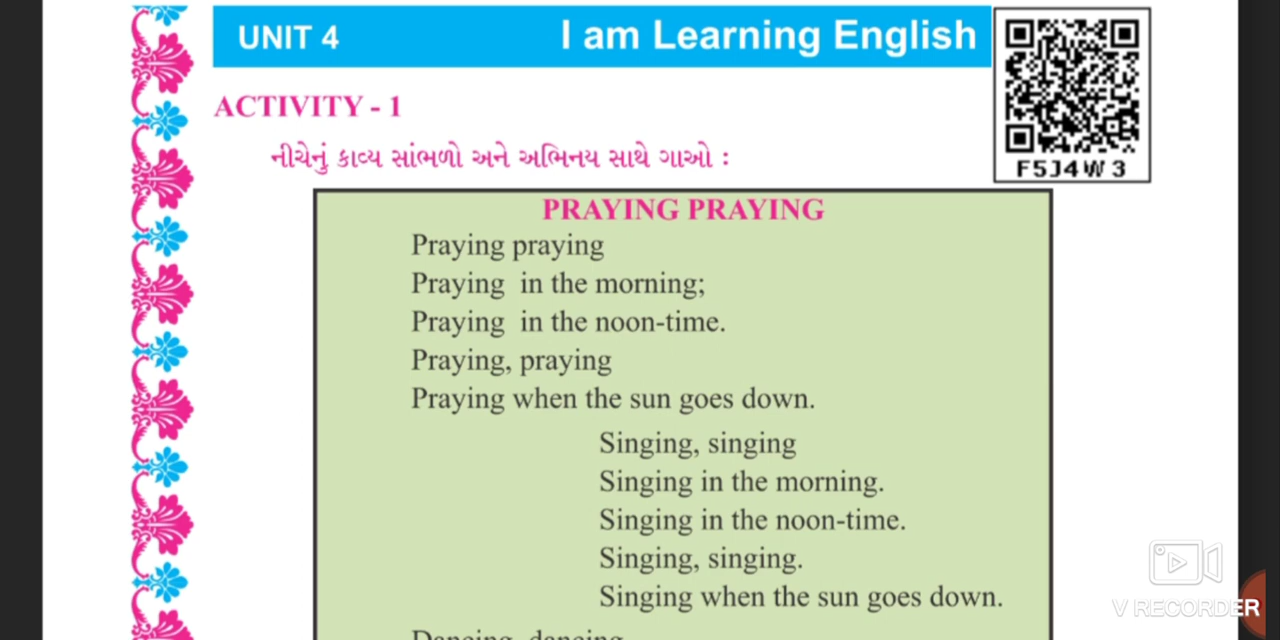 UNIT 4
I am Learning English
F5J4W3
ACTIVITY - 1
નીચેનું કાવ્ય સાંભળો અને અભિનય સાથે ગાઓ :
PRAYING PRAYING
Praying praying
Praying in the morning;
Praying in the noon-time.
Praying, praying
Praying when the sun goes down.
Singing, singing
Singing in the morning.
Singing in the noon-time.
Singing, singing.
Singing when the sun goes down.
Dancing, dancing
V RECORDER